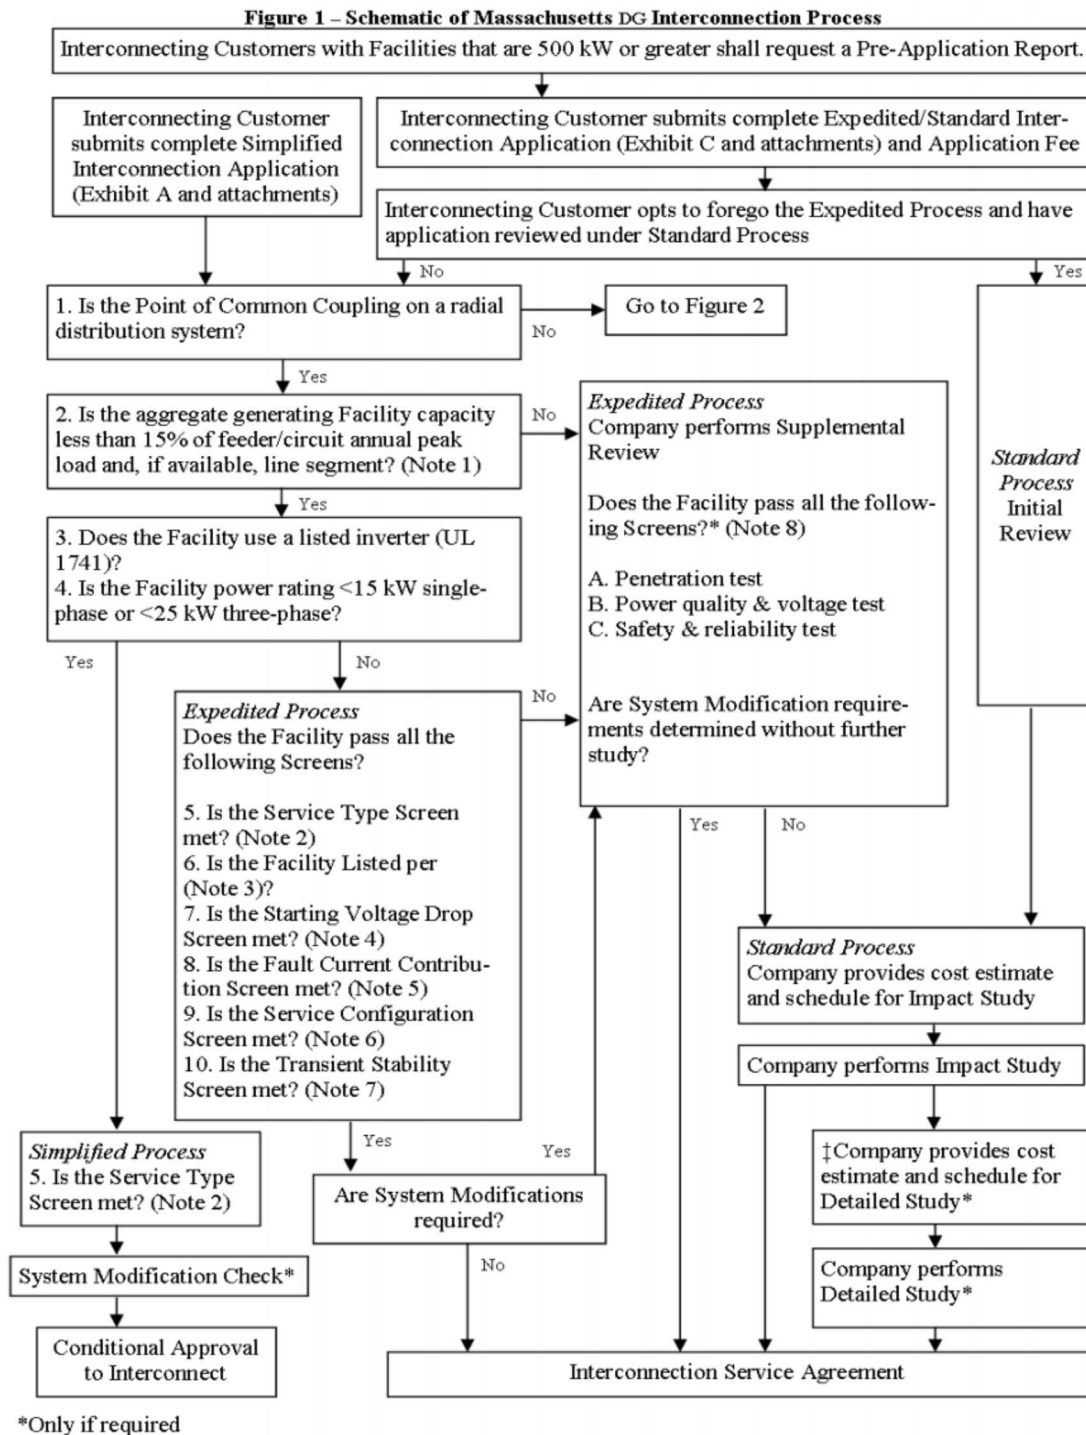 Figure 1 – Schematic of Massachusetts DG Interconnection Process
Interconnecting Customers with Facilities that are 500 kW or greater shall request a Pre-Application Report.
Interconnecting Customer
submits complete Simplified
Interconnection Application
(Exhibit A and attachments)
Interconnecting Customer submits complete Expedited/Standard Inter-
connection Application (Exhibit C and attachments) and Application Fee
Interconnecting Customer opts to forego the Expedited Process and have
application reviewed under Standard Process
No
Yes
1. Is the Point of Common Coupling on a radial
distribution system?
No
Go to Figure 2
Yes
2. Is the aggregate generating Facility capacity
less than 15% of feeder/circuit annual peak
load and, if available, line segment? (Note 1)
No
Yes
3. Does the Facility use a listed inverter (UL
1741)?
4. Is the Facility power rating <15 kW single-
phase or <25 kW three-phase?
Yes
No
Expedited Process
Company performs Supplemental
Review
Does the Facility pass all the follow-
ing Screens?* (Note 8)
A. Penetration test
B. Power quality & voltage test
C. Safety & reliability test
Are System Modification require-
ments determined without further
study?
Standard
Process
Initial
Review
Expedited Process
Does the Facility pass all the
following Screens?
5. Is the Service Type Screen
met? (Note 2)
6. Is the Facility Listed per
(Note 3)?
7. Is the Starting Voltage Drop
Screen met? (Note 4)
8. Is the Fault Current Contribu-
tion Screen met? (Note 5)
9. Is the Service Configuration
Screen met? (Note 6)
10. Is the Transient Stability
Screen met? (Note 7)
No
Yes
No
Standard Process
Company provides cost estimate
and schedule for Impact Study
Company performs Impact Study
‡Company provides cost
estimate and schedule for
Detailed Study*
Company performs
Detailed Study*
Yes
Yes
Simplified Process
5. Is the Service Type
Screen met? (Note 2)
Are System Modifications
required?
No
System Modification Check*
Conditional Approval
to Interconnect
Interconnection Service Agreement
*Only if required